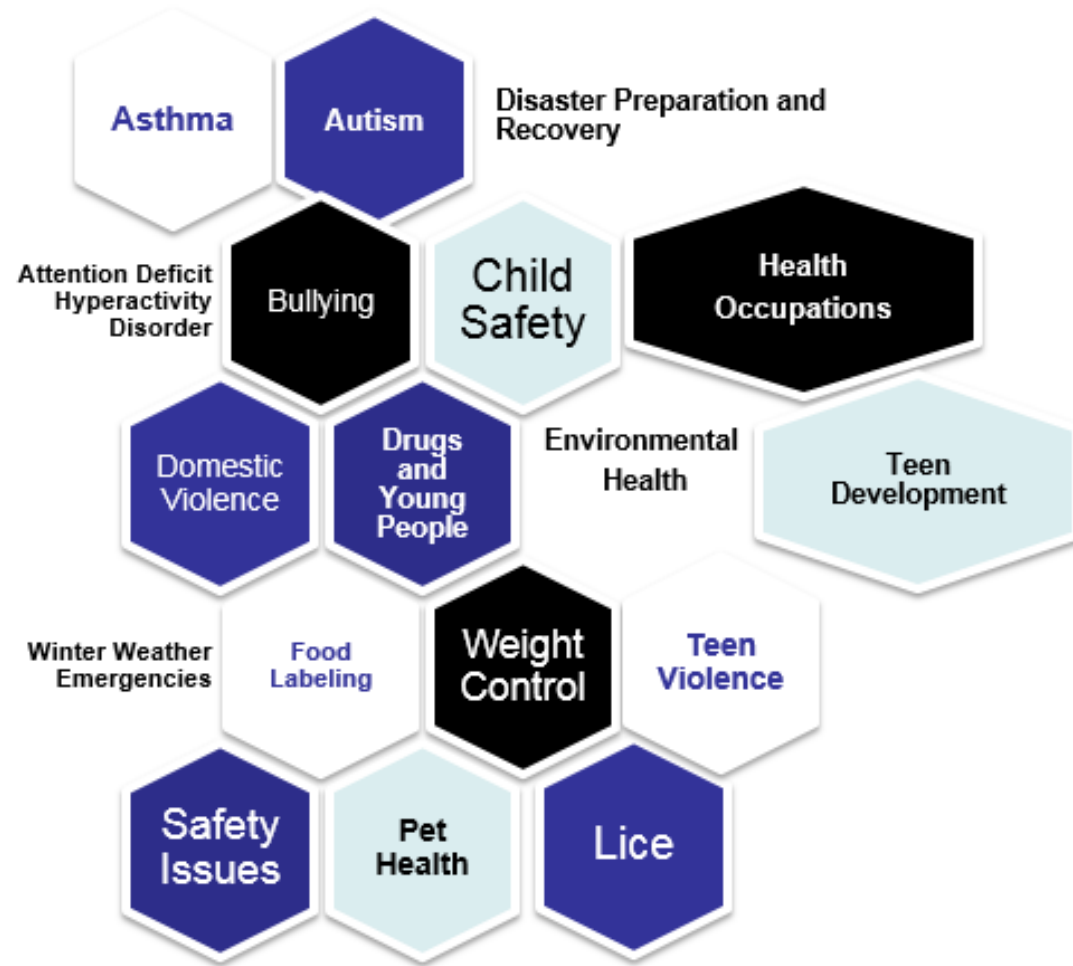 Asthma
Autism
Disaster Preparation and
Recovery
Attention Deficit
Hyperactivity
Disorder
Bullying
Child
Safety
Health
Occupations
Domestic
Violence
Drugs
and
Young
People
Environmental
Health
Teen
Development
Winter Weather
Emergencies
Food
Labeling
Weight
Control
Teen
Violence
Safety
Issues
Pet
Health
Lice